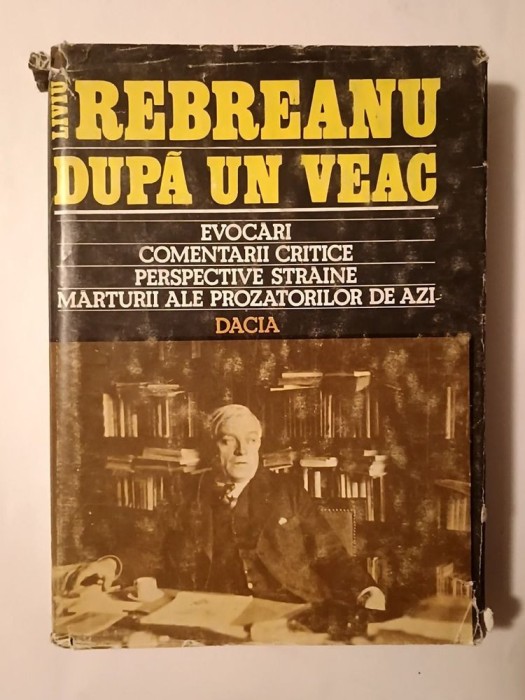 LIVIU
REBREANU
DUPĂ UN VEAC
EVOCARI
COMENTARII CRITICE
PERSPECTIVE STRAINE
MARTURII ALE PROZATORILOR DE AZI
DACIA